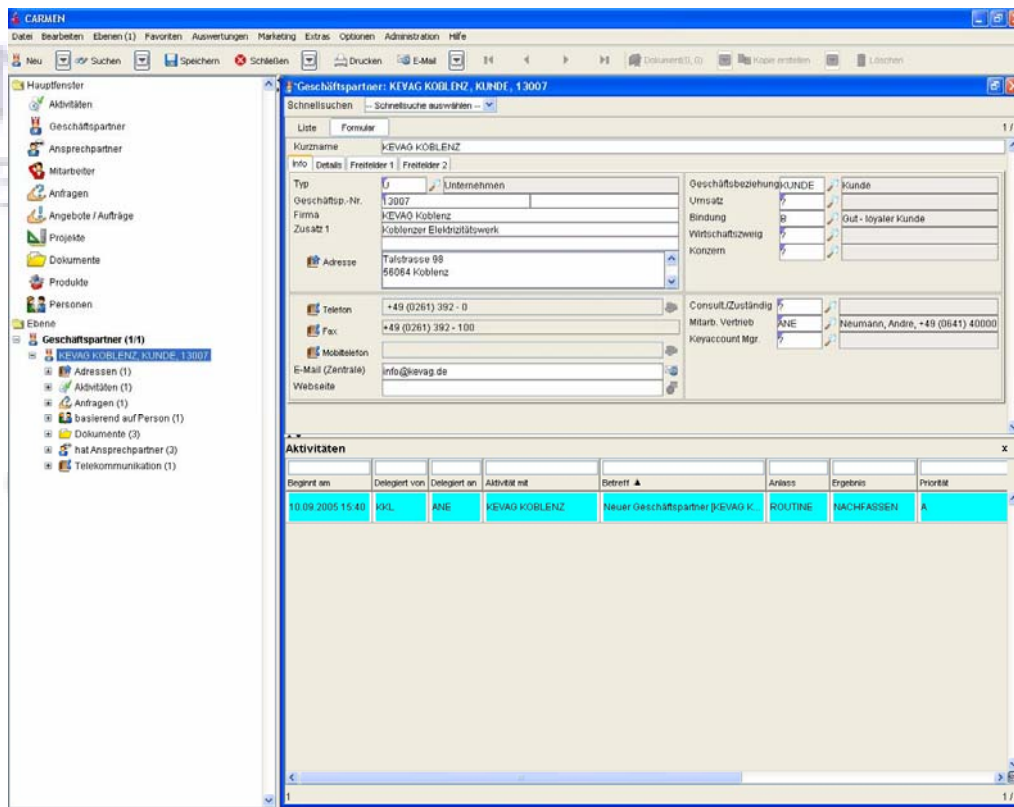 CARMEN
Datei Bearbeiten Ebenen (1) Favoriten Auswertungen Marketing Extras Optionen Administration Hilfe
Neu Suchen Speichern Schließen Drucken E-Mail Dokument(0, 0) Kopie erstellen Löschen
Hauptfenster
Aktivitäten
Geschäftspartner
Ansprechpartner
Mitarbeiter
Anfragen
Angebote / Aufträge
Projekte
Dokumente
Produkte
Personen
Ebene
Geschäftspartner (1/1)
KEVAG KOBLENZ, KUNDE, 13007
Adressen (1)
Aktivitäten (1)
Anfragen (1)
basierend auf Person (1)
Dokumente (3)
hat Ansprechpartner (3)
Telekommunikation (1)
*Geschäftspartner: KEVAG KOBLENZ, KUNDE, 13007
Schnellsuchen -- Schnellsuche auswählen --
Liste Formular 1 /
Kurzname KEVAG KOBLENZ
Info Details Freifelder 1 Freifelder 2
Typ U Unternehmen
Geschäftsp.-Nr. 13007
Firma KEVAG Koblenz
Zusatz 1 Koblenzer Elektrizitätswerk
Adresse Talstrasse 98
56064 Koblenz
Telefon +49 (0261) 392 - 0
Fax +49 (0261) 392 - 100
Mobiltelefon
E-Mail (Zentrale) info@kevag.de
Webseite
Geschäftsbeziehung KUNDE Kunde
Umsatz ?
Bindung B Gut - loyaler Kunde
Wirtschaftszweig ?
Konzern ?
Consult./Zuständig ?
Mitarb. Vertrieb ANE Neumann, Andre, +49 (0641) 40000
Keyaccount Mgr. ?
Aktivitäten x
Beginnt am Delegiert von Delegiert an Aktivität mit Betreff ▲ Anlass Ergebnis Priorität
10.09.2005 15:40 KKL ANE KEVAG KOBLENZ Neuer Geschäftspartner [KEVAG K... ROUTINE NACHFASSEN A
1 1 /